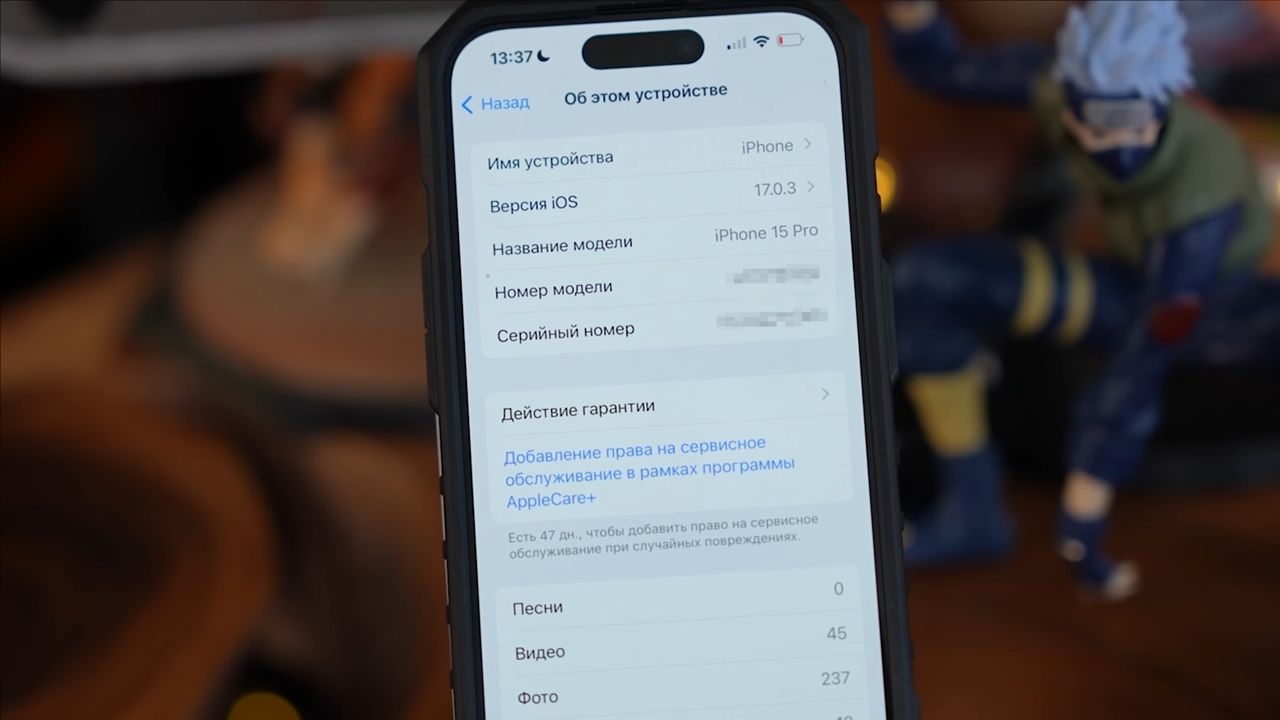 13:37
Назад
Об этом устройстве
Имя устройства iPhone
Версия iOS 17.0.3
Название модели iPhone 15 Pro
Номер модели
Серийный номер
Действие гарантии
Добавление права на сервисное
обслуживание в рамках программы
AppleCare+
Есть 47 дн., чтобы добавить право на сервисное
обслуживание при случайных повреждениях.
Песни 0
Видео 45
Фото 237